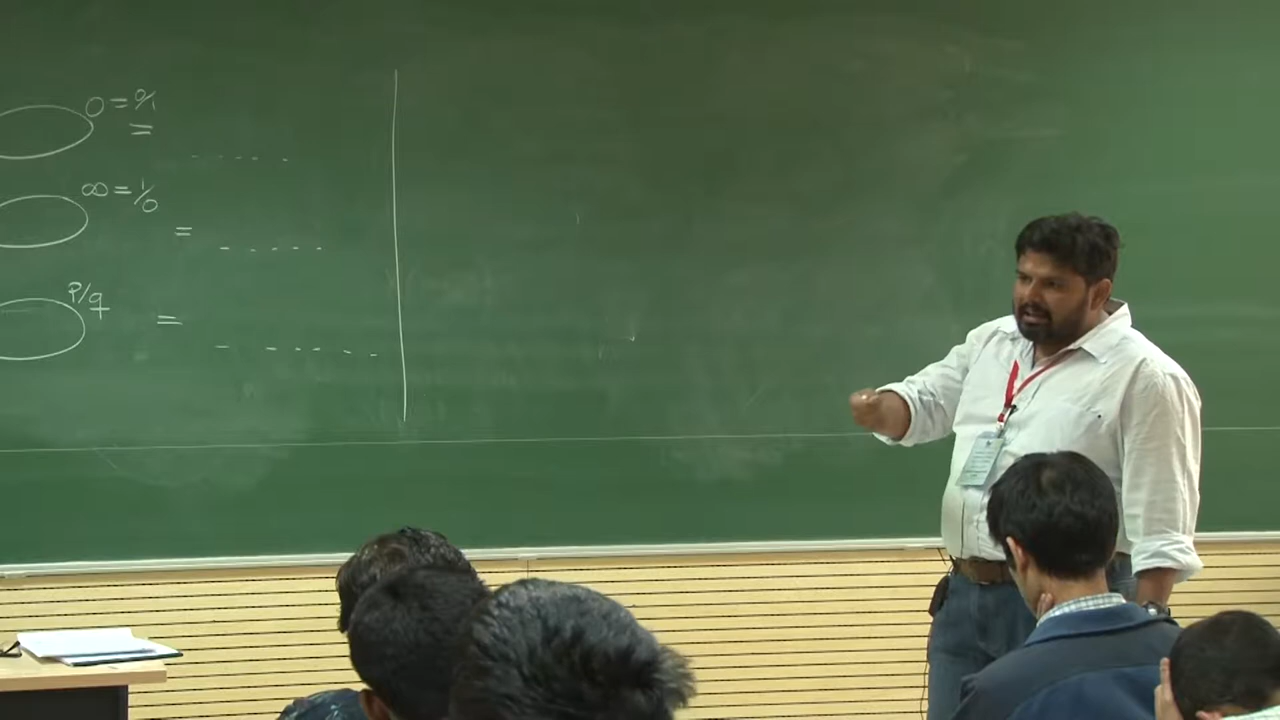 0 = 0/1
=
∞ = 1/0
= - - - - - -
p/q
= - - - - - -